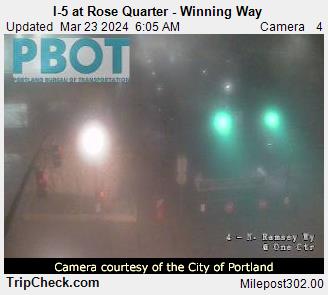 I-5 at Rose Quarter - Winning Way
Updated Mar 23 2024 6:05 AM Camera 4
PBOT
PORTLAND BUREAU OF TRANSPORTATION
4 - N. Ramsey Wy
@ One Ctr
Camera courtesy of the City of Portland
TripCheck.com Milepost302.00